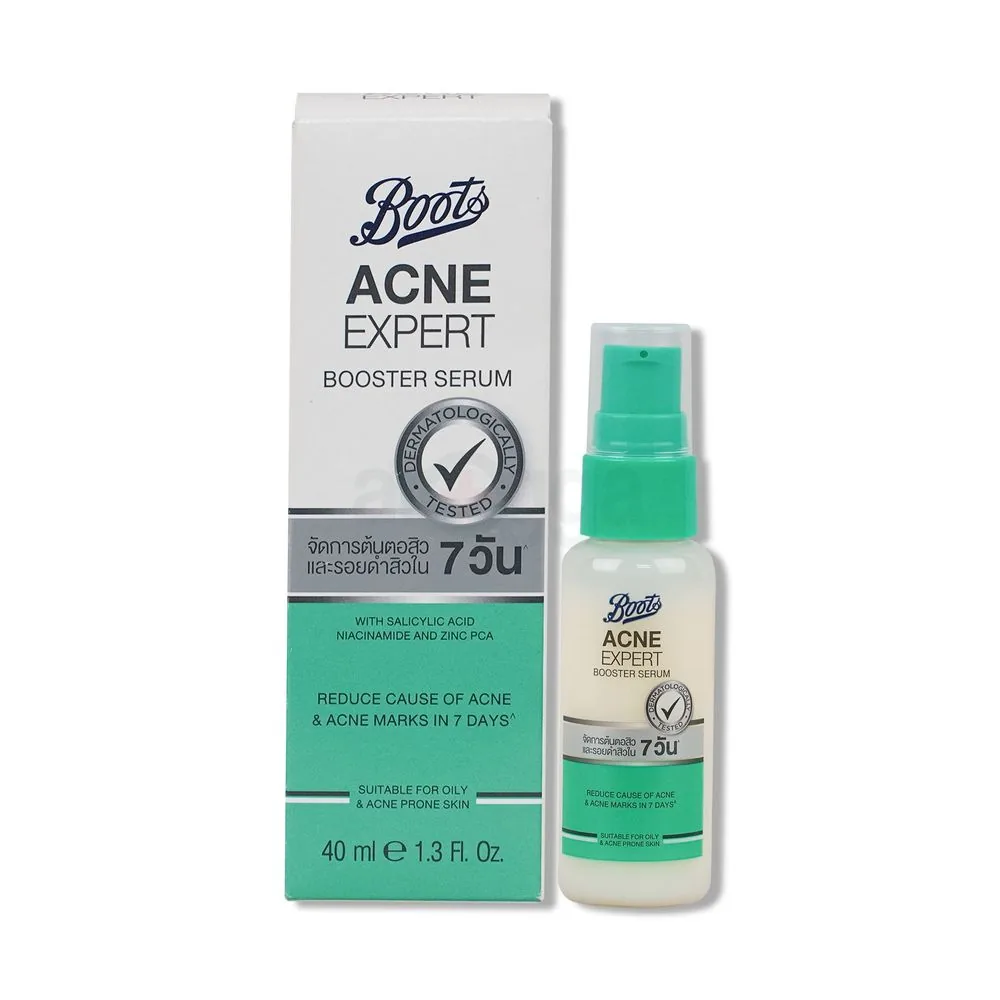 EXPERT
Boots
ACNE
EXPERT
BOOSTER SERUM
DERMATOLOGICALLY
TESTED
จัดการต้นตอสิว
และรอยดำสิวใน 7 วัน^
WITH SALICYLIC ACID
NIACINAMIDE AND ZINC PCA
REDUCE CAUSE OF ACNE
& ACNE MARKS IN 7 DAYS^
SUITABLE FOR OILY
& ACNE PRONE SKIN
40 ml ℮ 1.3 Fl. Oz.
Boots
ACNE
EXPERT
BOOSTER SERUM
DERMATOLOGICALLY
TESTED
จัดการต้นตอสิว
และรอยดำสิวใน 7 วัน^
REDUCE CAUSE OF ACNE
& ACNE MARKS IN 7 DAYS^
SUITABLE FOR OILY
& ACNE PRONE SKIN